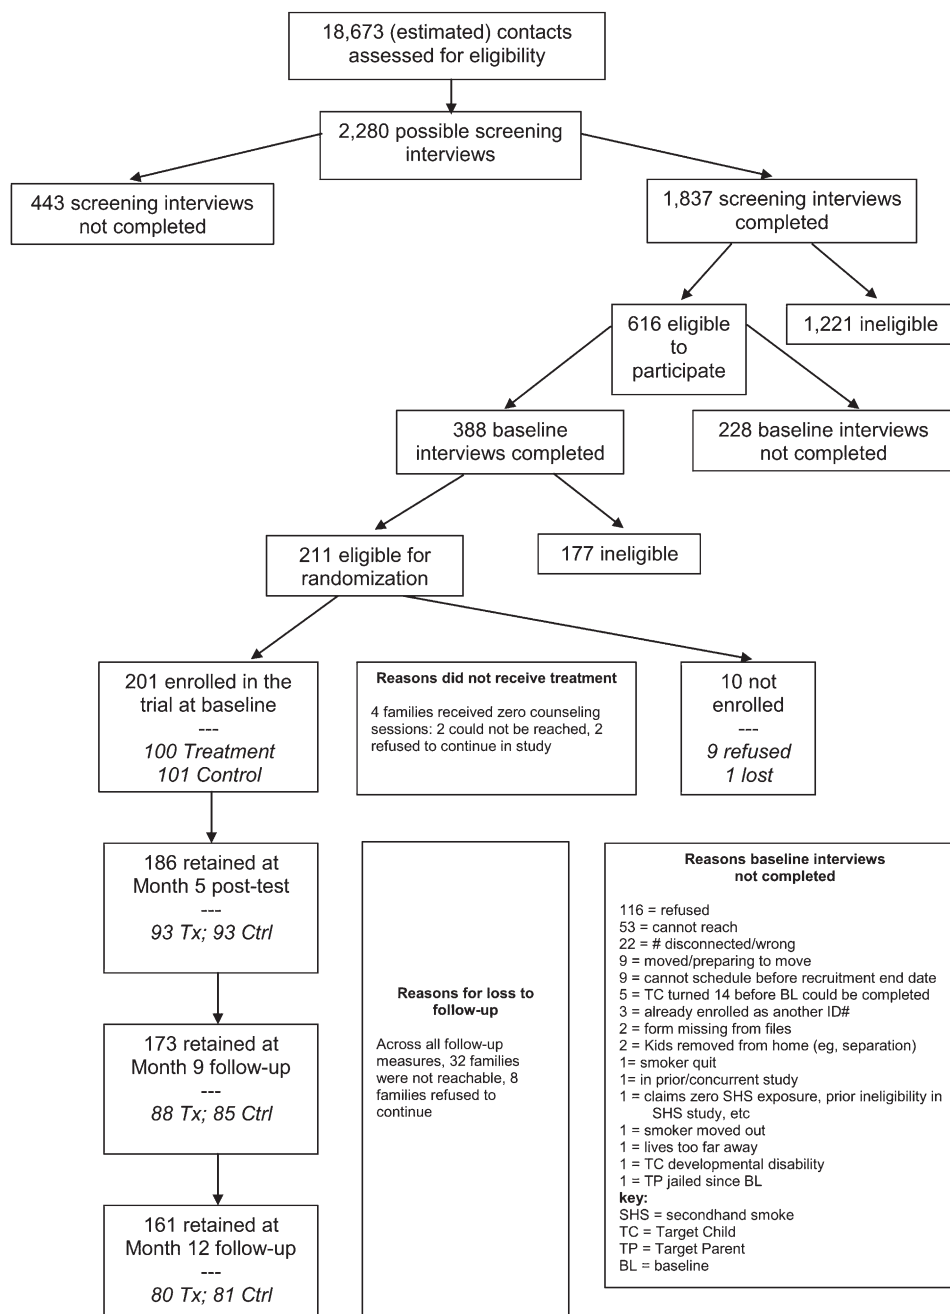 18,673 (estimated) contacts
assessed for eligibility
2,280 possible screening
interviews
443 screening interviews
not completed
1,837 screening interviews
completed
616 eligible
to
participate
1,221 ineligible
388 baseline
interviews completed
228 baseline interviews
not completed
211 eligible for
randomization
177 ineligible
201 enrolled in the
trial at baseline
---
100 Treatment
101 Control
Reasons did not receive treatment
4 families received zero counseling
sessions: 2 could not be reached, 2
refused to continue in study
10 not
enrolled
---
9 refused
1 lost
186 retained at
Month 5 post-test
---
93 Tx; 93 Ctrl
173 retained at
Month 9 follow-up
---
88 Tx; 85 Ctrl
161 retained at
Month 12 follow-up
---
80 Tx; 81 Ctrl
Reasons for loss to
follow-up
Across all follow-up
measures, 32 families
were not reachable, 8
families refused to
continue
Reasons baseline interviews
not completed
116 = refused
53 = cannot reach
22 = # disconnected/wrong
9 = moved/preparing to move
9 = cannot schedule before recruitment end date
5 = TC turned 14 before BL could be completed
3 = already enrolled as another ID#
2 = form missing from files
2 = Kids removed from home (eg, separation)
1= smoker quit
1= in prior/concurrent study
1 = claims zero SHS exposure, prior ineligibility in
SHS study, etc
1 = smoker moved out
1 = lives too far away
1 = TC developmental disability
1 = TP jailed since BL
key:
SHS = secondhand smoke
TC = Target Child
TP = Target Parent
BL = baseline